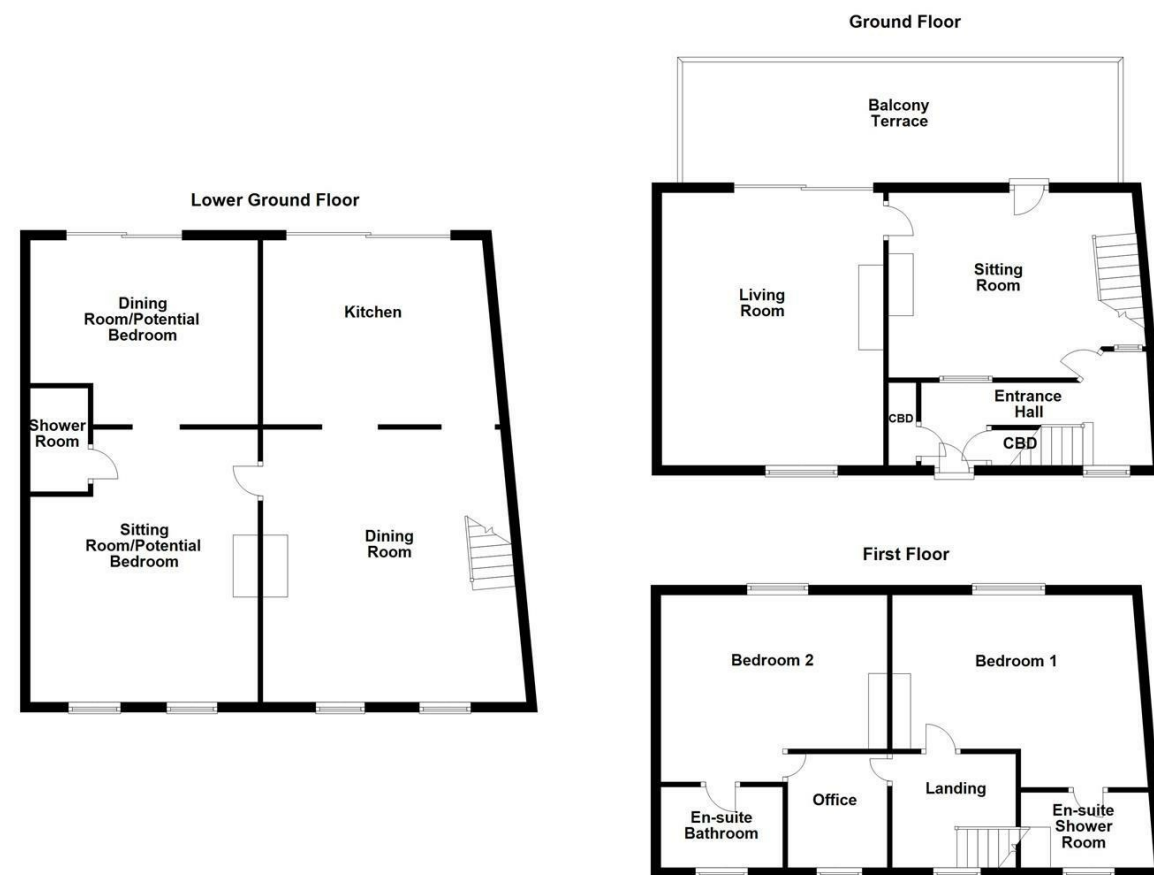 Lower Ground Floor
Dining
Room/Potential
Bedroom
Kitchen
Shower
Room
Sitting
Room/Potential
Bedroom
Dining
Room
Ground Floor
Balcony
Terrace
Living
Room
Sitting
Room
Entrance
Hall
CBD
CBD
First Floor
Bedroom 2
Bedroom 1
Office
Landing
En-suite
Bathroom
En-suite
Shower
Room